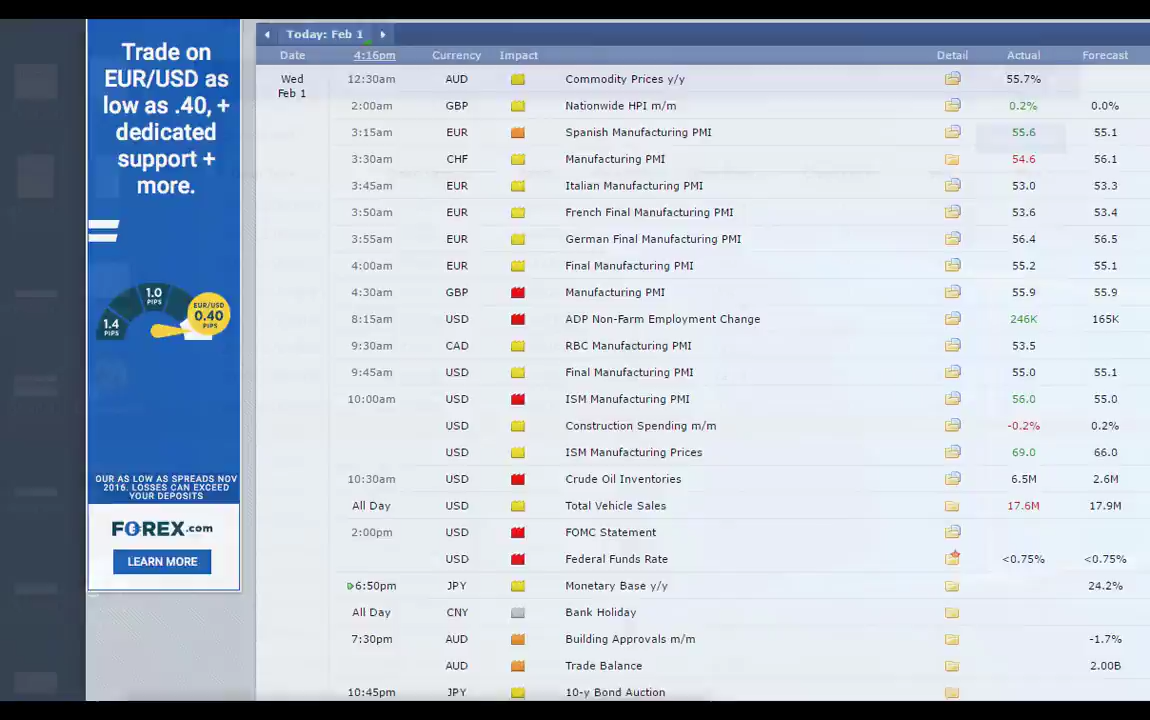 Trade on
EUR/USD as
low as .40, +
dedicated
support +
more.
1.4
PIPS
1.0
PIPS
EUR/USD
0.40
PIPS
OUR AS LOW AS SPREADS NOV
2016. LOSSES CAN EXCEED
YOUR DEPOSITS
FOREX.com
LEARN MORE
Today: Feb 1
Date 4:16pm Currency Impact Detail Actual Forecast
Wed 12:30am AUD Commodity Prices y/y 55.7%
Feb 1
2:00am GBP Nationwide HPI m/m 0.2% 0.0%
3:15am EUR Spanish Manufacturing PMI 55.6 55.1
3:30am CHF Manufacturing PMI 54.6 56.1
3:45am EUR Italian Manufacturing PMI 53.0 53.3
3:50am EUR French Final Manufacturing PMI 53.6 53.4
3:55am EUR German Final Manufacturing PMI 56.4 56.5
4:00am EUR Final Manufacturing PMI 55.2 55.1
4:30am GBP Manufacturing PMI 55.9 55.9
8:15am USD ADP Non-Farm Employment Change 246K 165K
9:30am CAD RBC Manufacturing PMI 53.5
9:45am USD Final Manufacturing PMI 55.0 55.1
10:00am USD ISM Manufacturing PMI 56.0 55.0
USD Construction Spending m/m -0.2% 0.2%
USD ISM Manufacturing Prices 69.0 66.0
10:30am USD Crude Oil Inventories 6.5M 2.6M
All Day USD Total Vehicle Sales 17.6M 17.9M
2:00pm USD FOMC Statement
USD Federal Funds Rate <0.75% <0.75%
6:50pm JPY Monetary Base y/y 24.2%
All Day CNY Bank Holiday
7:30pm AUD Building Approvals m/m -1.7%
AUD Trade Balance 2.00B
10:45pm JPY 10-y Bond Auction